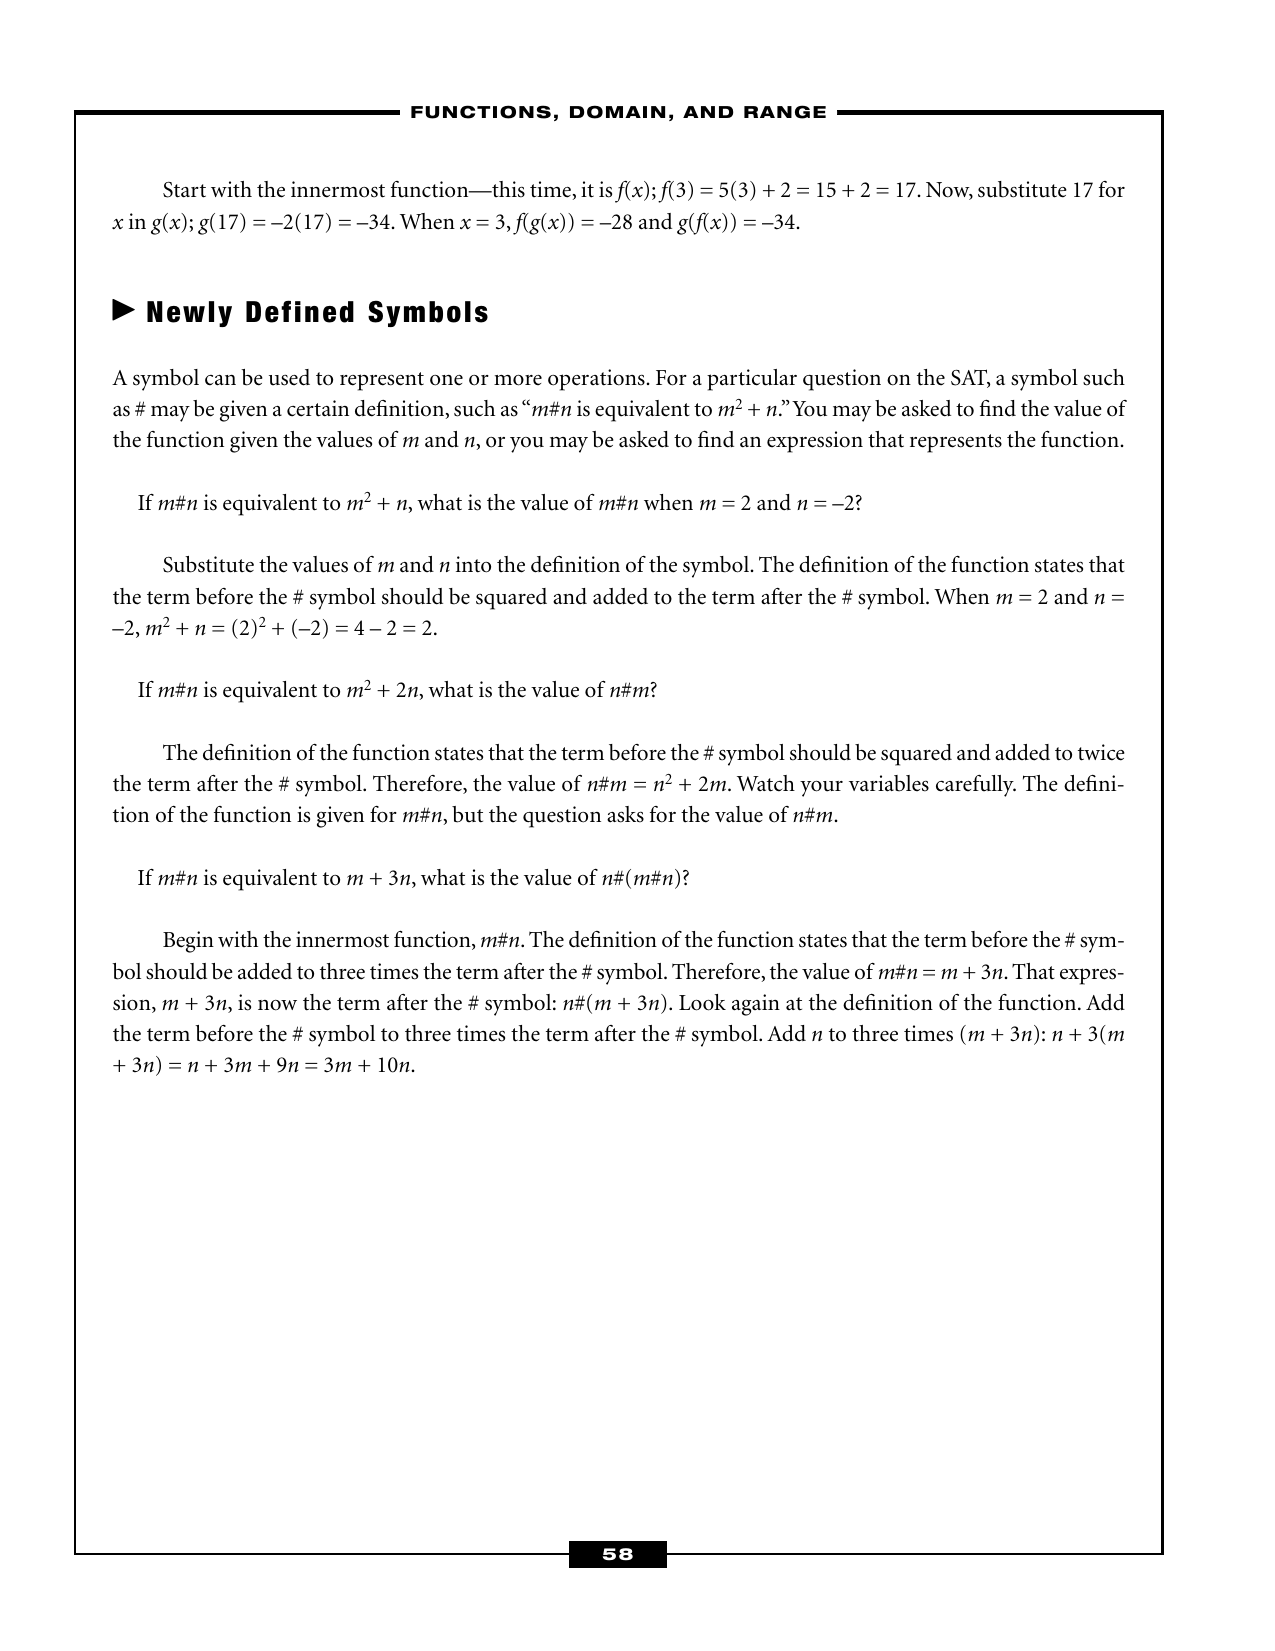 FUNCTIONS, DOMAIN, AND RANGE
Start with the innermost function—this time, it is f(x); f(3) = 5(3) + 2 = 15 + 2 = 17. Now, substitute 17 for
x in g(x); g(17) = –2(17) = –34. When x = 3, f(g(x)) = –28 and g(f(x)) = –34.
Newly Defined Symbols
A symbol can be used to represent one or more operations. For a particular question on the SAT, a symbol such
as # may be given a certain definition, such as “m#n is equivalent to m² + n.” You may be asked to find the value of
the function given the values of m and n, or you may be asked to find an expression that represents the function.
If m#n is equivalent to m² + n, what is the value of m#n when m = 2 and n = –2?
Substitute the values of m and n into the definition of the symbol. The definition of the function states that
the term before the # symbol should be squared and added to the term after the # symbol. When m = 2 and n =
–2, m² + n = (2)² + (–2) = 4 – 2 = 2.
If m#n is equivalent to m² + 2n, what is the value of n#m?
The definition of the function states that the term before the # symbol should be squared and added to twice
the term after the # symbol. Therefore, the value of n#m = n² + 2m. Watch your variables carefully. The defini-
tion of the function is given for m#n, but the question asks for the value of n#m.
If m#n is equivalent to m + 3n, what is the value of n#(m#n)?
Begin with the innermost function, m#n. The definition of the function states that the term before the # sym-
bol should be added to three times the term after the # symbol. Therefore, the value of m#n = m + 3n. That expres-
sion, m + 3n, is now the term after the # symbol: n#(m + 3n). Look again at the definition of the function. Add
the term before the # symbol to three times the term after the # symbol. Add n to three times (m + 3n): n + 3(m
+ 3n) = n + 3m + 9n = 3m + 10n.
58